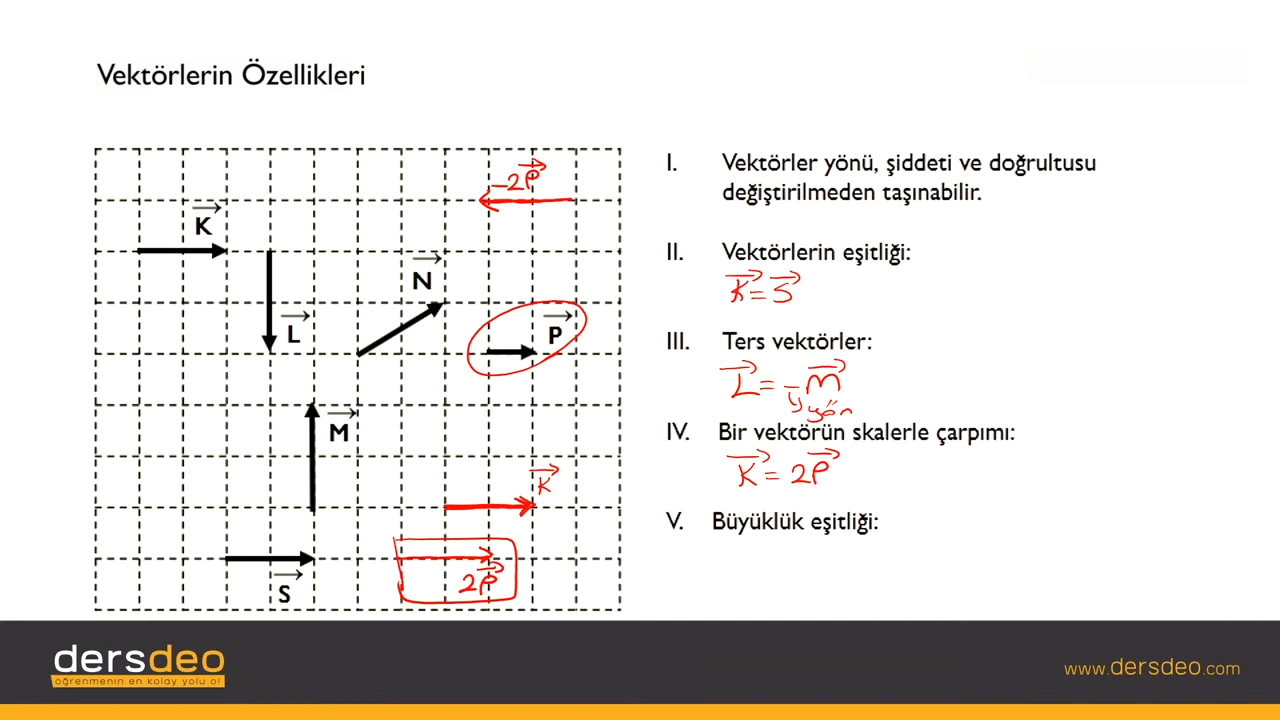 Vektörlerin Özellikleri
K
L
N
P
M
S
-2P
K
2P
I. Vektörler yönü, şiddeti ve doğrultusu
değiştirilmeden taşınabilir.
II. Vektörlerin eşitliği:
K = S
III. Ters vektörler:
L = -M
yön
IV. Bir vektörün skalerle çarpımı:
K = 2P
V. Büyüklük eşitliği:
dersdeo
öğrenmenin en kolay yolu o!
www.dersdeo.com